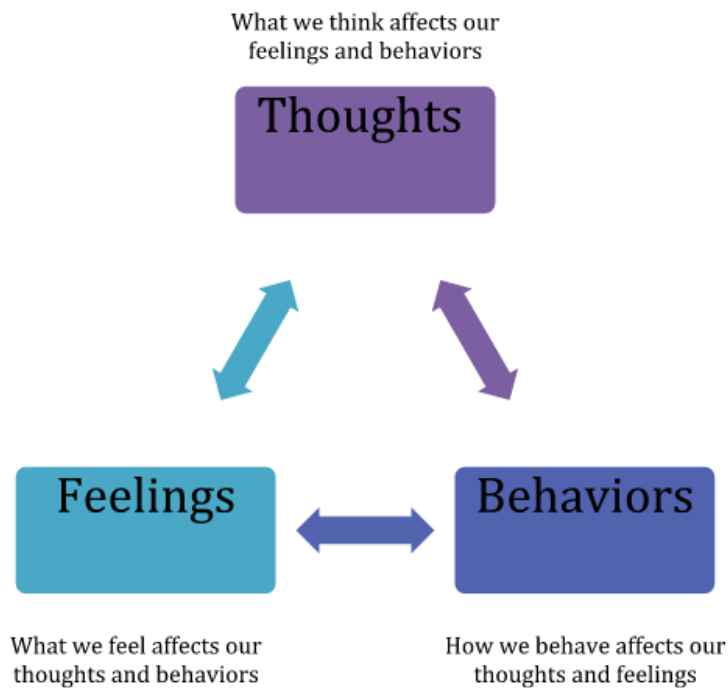 What we think affects our
feelings and behaviors
Thoughts
Feelings
Behaviors
What we feel affects our
thoughts and behaviors
How we behave affects our
thoughts and feelings